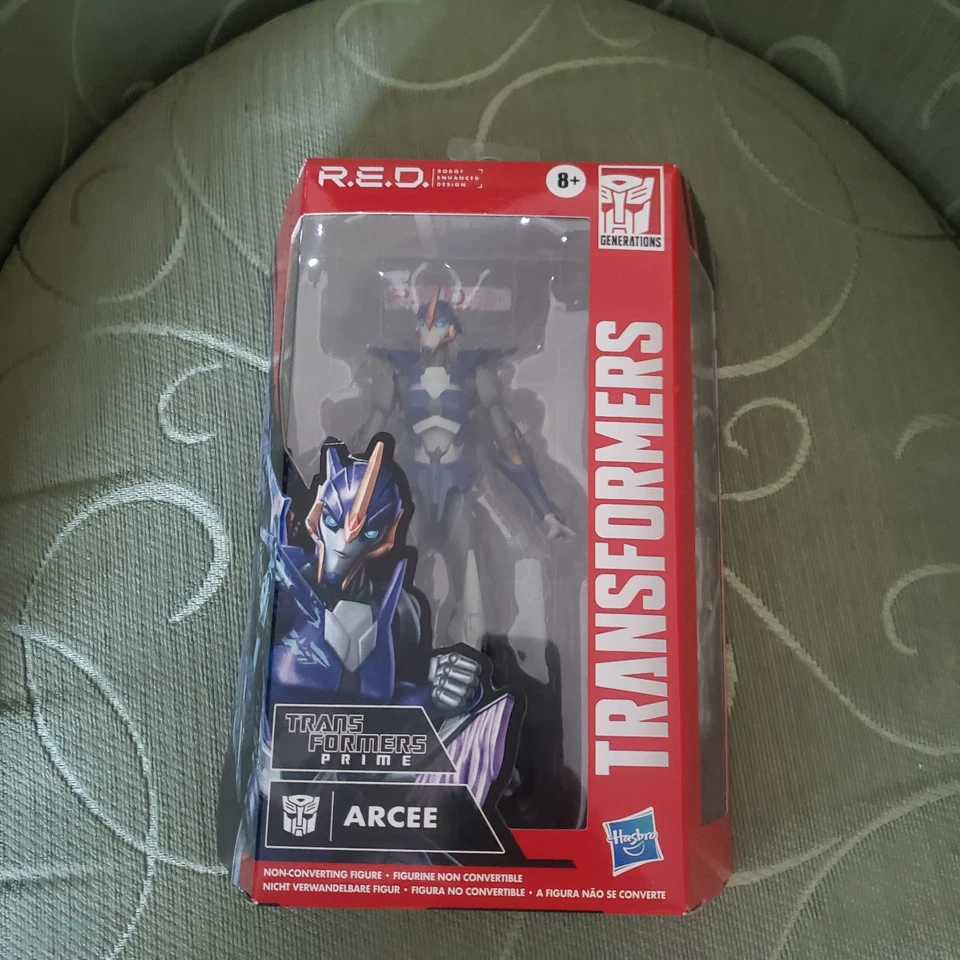 R.E.D.
ROBOT
ENHANCED
DESIGN
8+
GENERATIONS
TRANSFORMERS
TRANS
FORMERS
PRIME
ARCEE
Hasbro
NON-CONVERTING FIGURE • FIGURINE NON CONVERTIBLE
NICHT VERWANDELBARE FIGUR • FIGURA NO CONVERTIBLE • A FIGURA NÃO SE CONVERTE